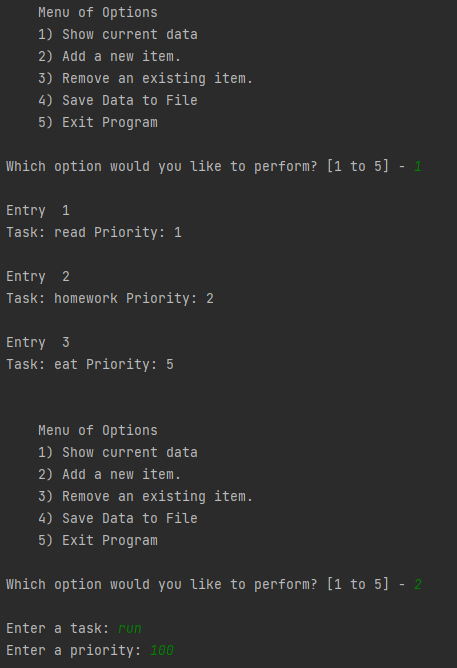 Menu of Options
1) Show current data
2) Add a new item.
3) Remove an existing item.
4) Save Data to File
5) Exit Program
Which option would you like to perform? [1 to 5] - 1
Entry  1
Task: read Priority: 1
Entry  2
Task: homework Priority: 2
Entry  3
Task: eat Priority: 5
Menu of Options
1) Show current data
2) Add a new item.
3) Remove an existing item.
4) Save Data to File
5) Exit Program
Which option would you like to perform? [1 to 5] - 2
Enter a task: run
Enter a priority: 100